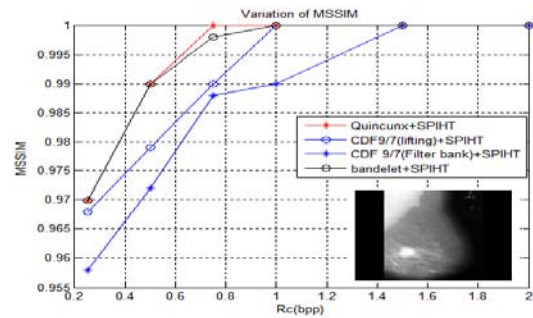 Variation of MSSIM
1
0.995
0.99
0.985
0.98
0.975
0.97
0.965
0.96
0.955
MSSIM
Quincunx+SPIHT
CDF9/7(lifting)+SPIHT
CDF 9/7(Filter bank)+SPIHT
bandelet+SPIHT
0.2 0.4 0.6 0.8 1 1.2 1.4 1.6 1.8 2
Rc(bpp)